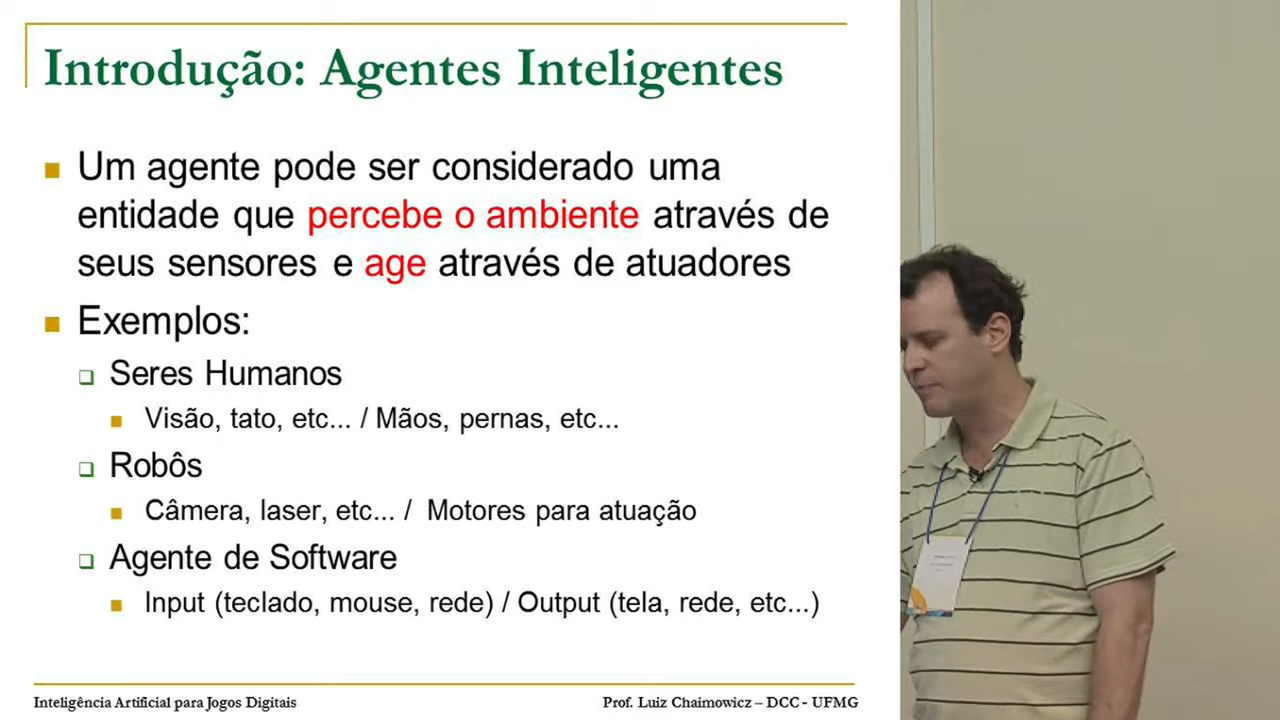 Introdução: Agentes Inteligentes
Um agente pode ser considerado uma
entidade que percebe o ambiente através de
seus sensores e age através de atuadores
Exemplos:
Seres Humanos
Visão, tato, etc... / Mãos, pernas, etc...
Robôs
Câmera, laser, etc... / Motores para atuação
Agente de Software
Input (teclado, mouse, rede) / Output (tela, rede, etc...)
Inteligência Artificial para Jogos Digitais
Prof. Luiz Chaimowicz – DCC - UFMG